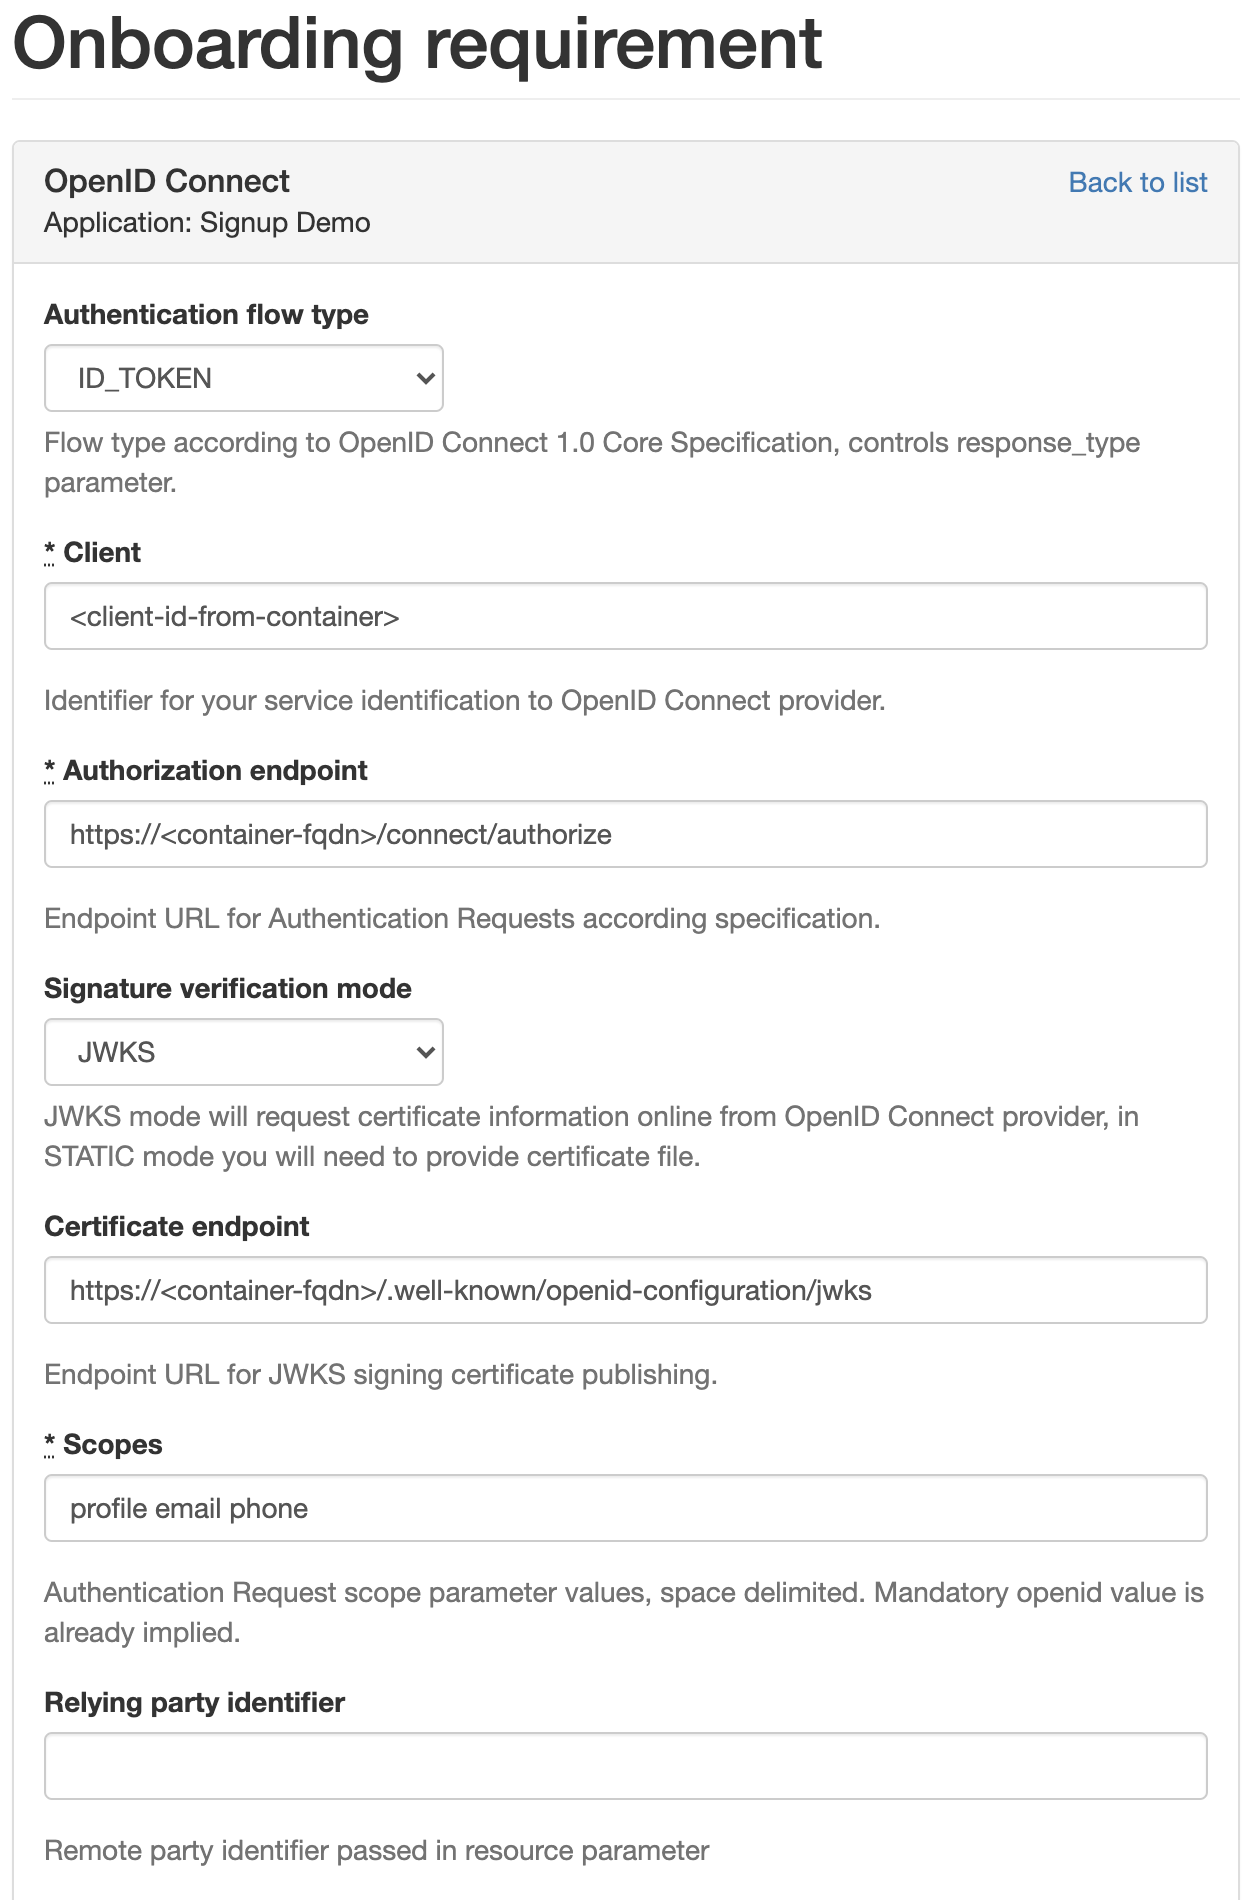 Onboarding requirement
OpenID Connect
Back to list
Application: Signup Demo
Authentication flow type
ID_TOKEN
Flow type according to OpenID Connect 1.0 Core Specification, controls response_type
parameter.
* Client
<client-id-from-container>
Identifier for your service identification to OpenID Connect provider.
* Authorization endpoint
https://<container-fqdn>/connect/authorize
Endpoint URL for Authentication Requests according specification.
Signature verification mode
JWKS
JWKS mode will request certificate information online from OpenID Connect provider, in
STATIC mode you will need to provide certificate file.
Certificate endpoint
https://<container-fqdn>/.well-known/openid-configuration/jwks
Endpoint URL for JWKS signing certificate publishing.
* Scopes
profile email phone
Authentication Request scope parameter values, space delimited. Mandatory openid value is
already implied.
Relying party identifier
Remote party identifier passed in resource parameter